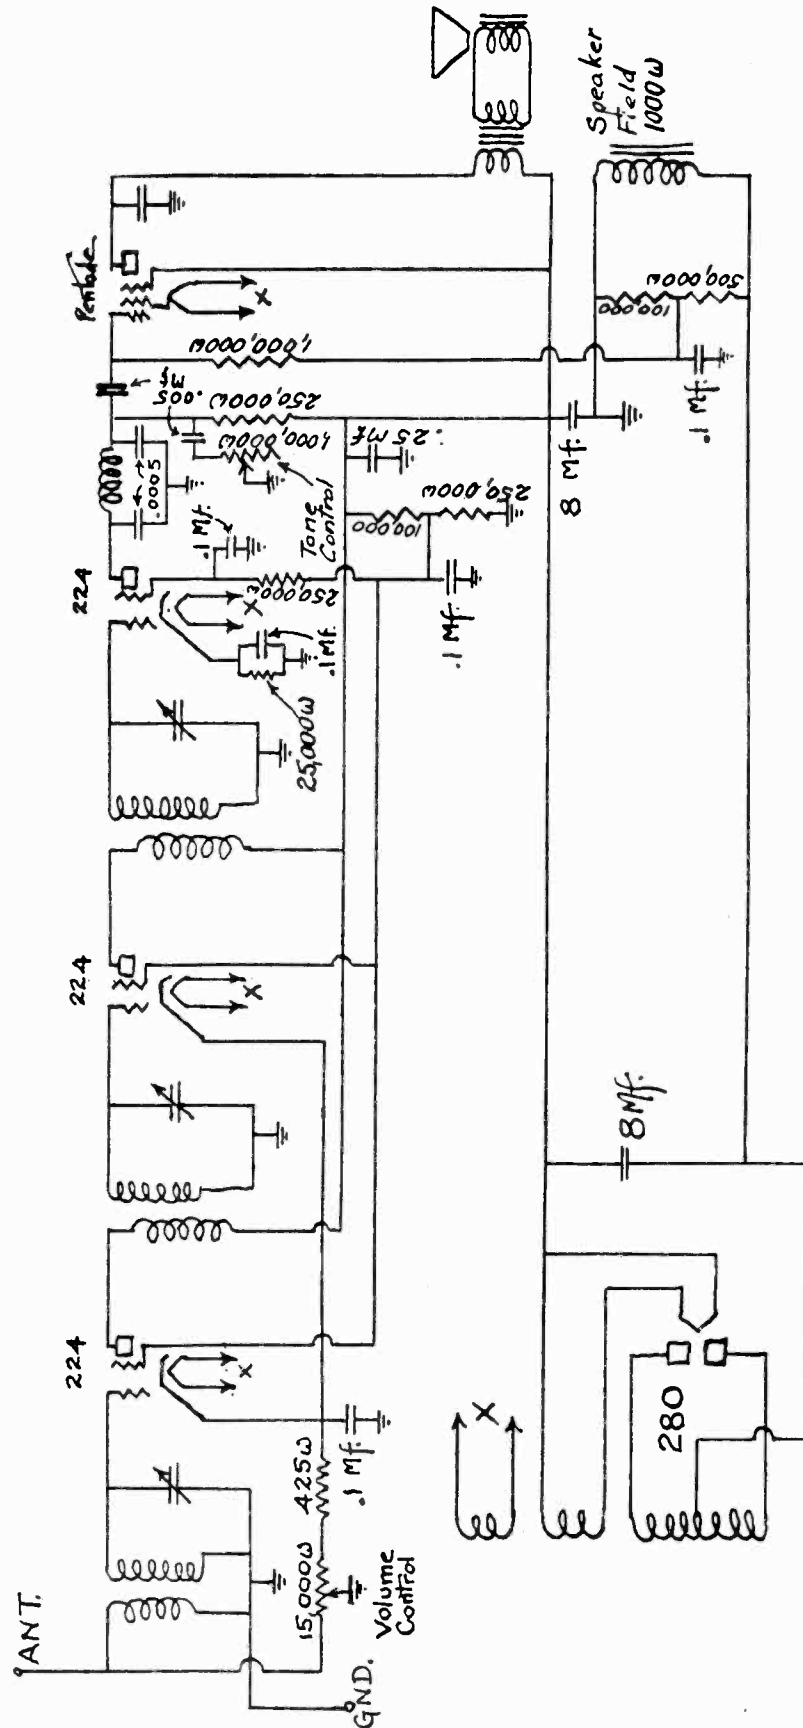 ANT.
GND.
15,000ω
425ω
Volume
Control
.1 Mf.
224
X
224
X
224
X
25,000ω
.1 Mf.
.1 Mf.
250,000
.0005
.005
Mf
1,000,000ω
Tone
Control
250,000ω
.25 Mf
100,000
250,000ω
.1 Mf.
Pentode
X
1,000,000ω
8 Mf.
100,000
500,000ω
.1 Mf.
Speaker
Field
1000ω
X
280
8 Mf.